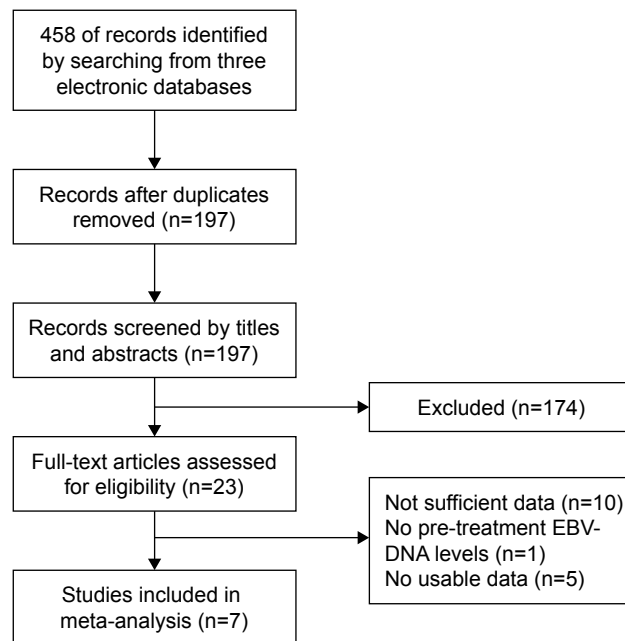 458 of records identified
by searching from three
electronic databases
Records after duplicates
removed (n=197)
Records screened by titles
and abstracts (n=197)
Excluded (n=174)
Full-text articles assessed
for eligibility (n=23)
Not sufficient data (n=10)
No pre-treatment EBV-
DNA levels (n=1)
No usable data (n=5)
Studies included in
meta-analysis (n=7)